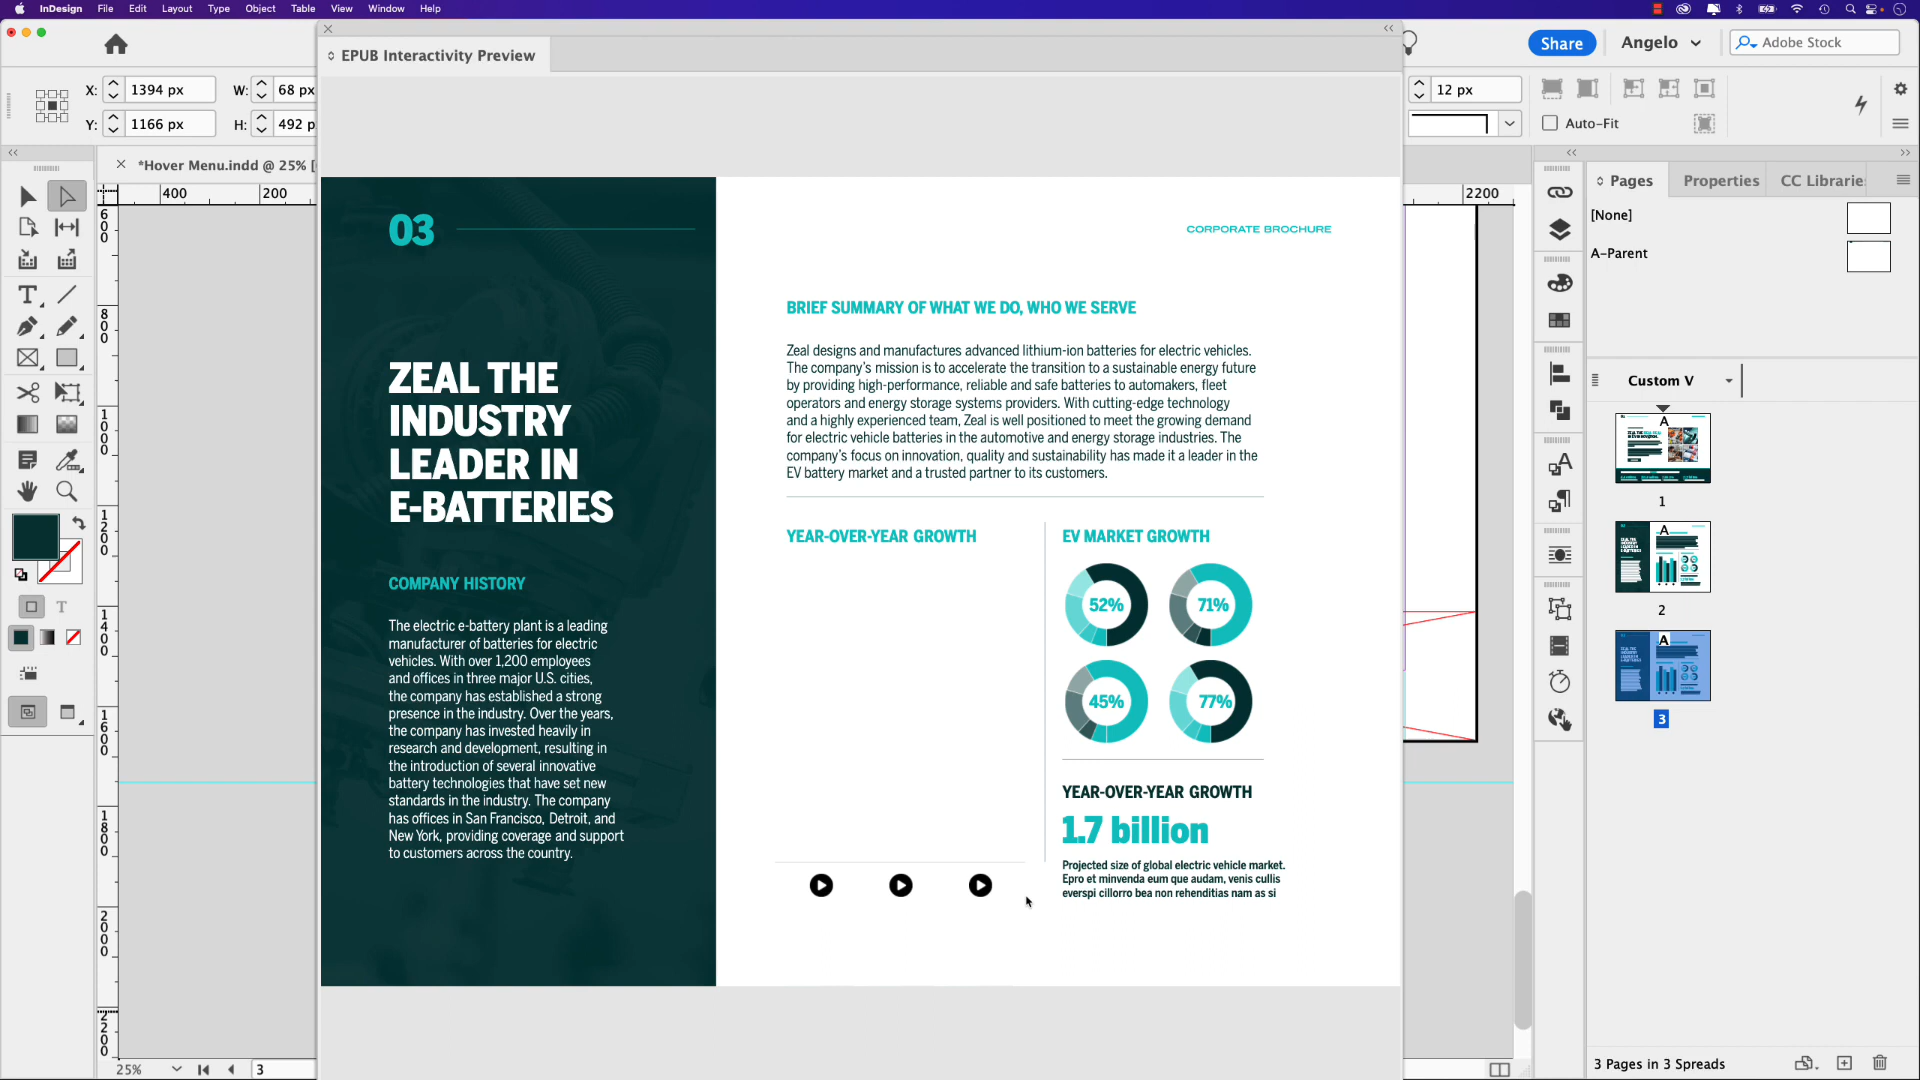 InDesign File Edit Layout Type Object Table View Window Help
EPUB Interactivity Preview
Share
Angelo
Adobe Stock
X: 1394 px W: 68 px
12 px
Y: 1166 px H: 492 p
Auto-Fit
*Hover Menu.indd @ 25% [
Pages Properties CC Librarie
400 200 2200
[None]
A-Parent
Custom V
A
1
A
2
A
3
600
800
1000
1200
1400
1600
1800
2000
2200
03
CORPORATE BROCHURE
BRIEF SUMMARY OF WHAT WE DO, WHO WE SERVE
Zeal designs and manufactures advanced lithium-ion batteries for electric vehicles.
The company's mission is to accelerate the transition to a sustainable energy future
by providing high-performance, reliable and safe batteries to automakers, fleet
operators and energy storage systems providers. With cutting-edge technology
and a highly experienced team, Zeal is well positioned to meet the growing demand
for electric vehicle batteries in the automotive and energy storage industries. The
company's focus on innovation, quality and sustainability has made it a leader in the
EV battery market and a trusted partner to its customers.
ZEAL THE
INDUSTRY
LEADER IN
E-BATTERIES
COMPANY HISTORY
The electric e-battery plant is a leading
manufacturer of batteries for electric
vehicles. With over 1,200 employees
and offices in three major U.S. cities,
the company has established a strong
presence in the industry. Over the years,
the company has invested heavily in
research and development, resulting in
the introduction of several innovative
battery technologies that have set new
standards in the industry. The company
has offices in San Francisco, Detroit, and
New York, providing coverage and support
to customers across the country.
YEAR-OVER-YEAR GROWTH
EV MARKET GROWTH
52% 71%
45% 77%
YEAR-OVER-YEAR GROWTH
1.7 billion
Projected size of global electric vehicle market.
Epro et minvenda eum que audam, venis cullis
everspi cillorro bea non rehenditias nam as si
25% 3
3 Pages in 3 Spreads